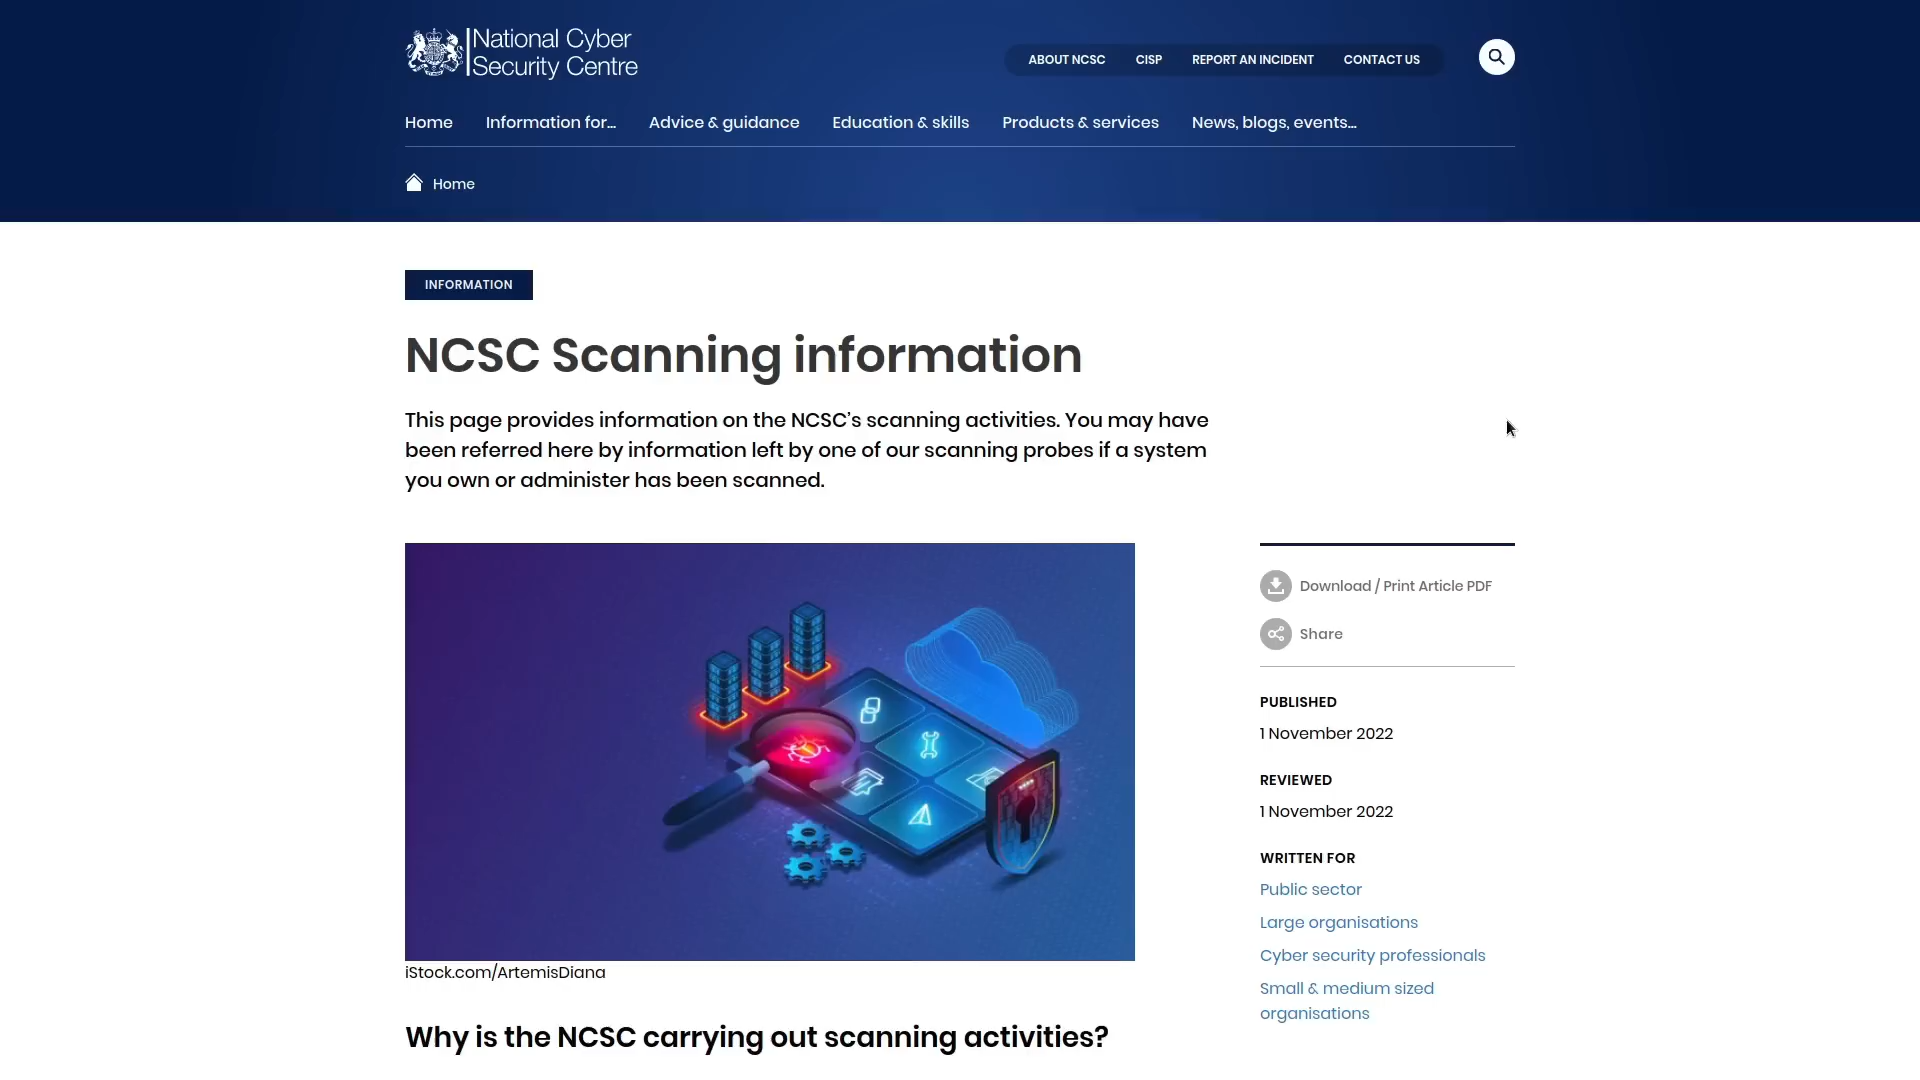 National Cyber
Security Centre
ABOUT NCSC CISP REPORT AN INCIDENT CONTACT US
Home Information for... Advice & guidance Education & skills Products & services News, blogs, events...
Home
INFORMATION
NCSC Scanning information
This page provides information on the NCSC’s scanning activities. You may have
been referred here by information left by one of our scanning probes if a system
you own or administer has been scanned.
Download / Print Article PDF
Share
PUBLISHED
1 November 2022
REVIEWED
1 November 2022
WRITTEN FOR
Public sector
Large organisations
Cyber security professionals
Small & medium sized
organisations
iStock.com/ArtemisDiana
Why is the NCSC carrying out scanning activities?